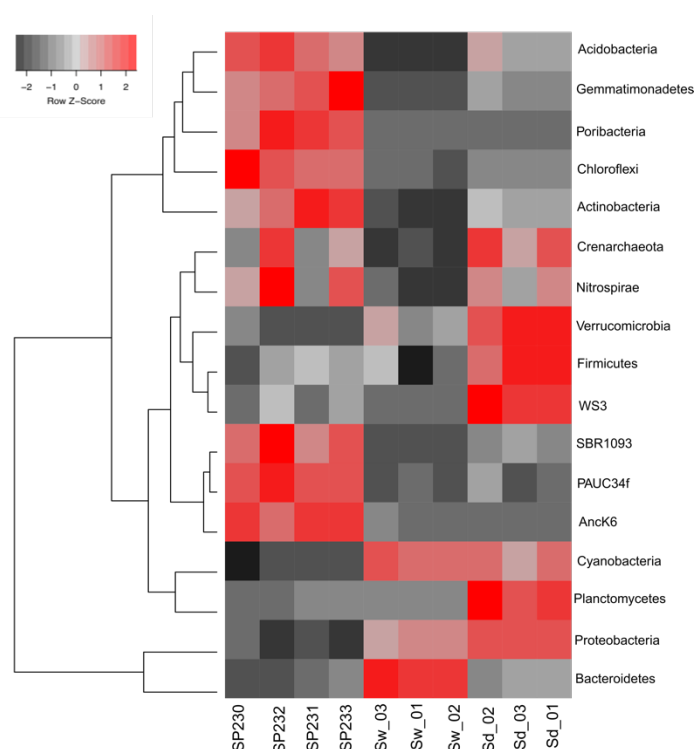 −2 −1 0 1 2
Row Z−Score
Acidobacteria
Gemmatimonadetes
Poribacteria
Chloroflexi
Actinobacteria
Crenarchaeota
Nitrospirae
Verrucomicrobia
Firmicutes
WS3
SBR1093
PAUC34f
AncK6
Cyanobacteria
Planctomycetes
Proteobacteria
Bacteroidetes
SP230
SP232
SP231
SP233
Sw_03
Sw_01
Sw_02
Sd_02
Sd_03
Sd_01